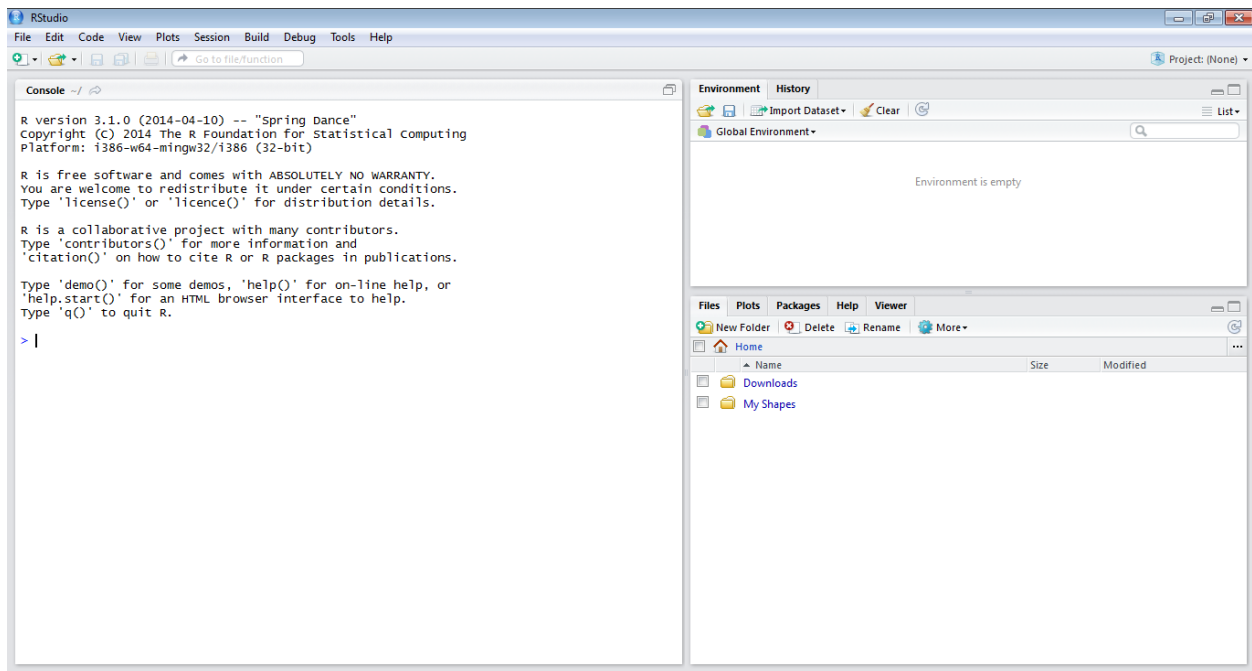 RStudio
File Edit Code View Plots Session Build Debug Tools Help
Go to file/function
Project: (None)
Console ~/
R version 3.1.0 (2014-04-10) -- "Spring Dance"
Copyright (C) 2014 The R Foundation for Statistical Computing
Platform: i386-w64-mingw32/i386 (32-bit)
R is free software and comes with ABSOLUTELY NO WARRANTY.
You are welcome to redistribute it under certain conditions.
Type 'license()' or 'licence()' for distribution details.
R is a collaborative project with many contributors.
Type 'contributors()' for more information and
'citation()' on how to cite R or R packages in publications.
Type 'demo()' for some demos, 'help()' for on-line help, or
'help.start()' for an HTML browser interface to help.
Type 'q()' to quit R.
>
Environment History
Import Dataset Clear List
Global Environment
Environment is empty
Files Plots Packages Help Viewer
New Folder Delete Rename More
Home ...
Name Size Modified
Downloads
My Shapes